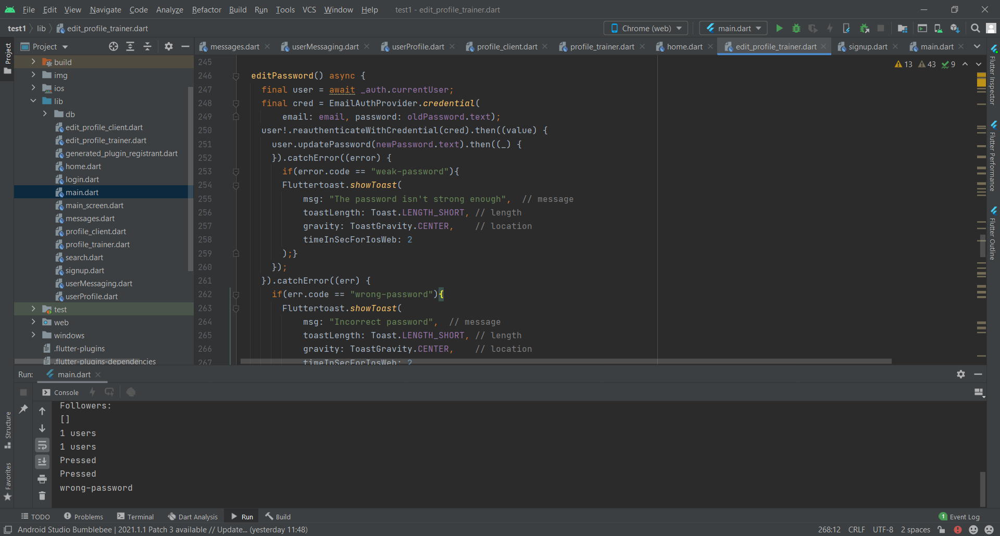 File Edit View Navigate Code Analyze Refactor Build Run Tools VCS Window Help test1 - edit_profile_trainer.dart
test1 lib edit_profile_trainer.dart Chrome (web) main.dart
Project messages.dart userMessaging.dart userProfile.dart profile_client.dart profile_trainer.dart home.dart edit_profile_trainer.dart signup.dart main.dart
Project
Structure
Favorites
build
img
ios
lib
db
edit_profile_client.dart
edit_profile_trainer.dart
generated_plugin_registrant.dart
home.dart
login.dart
main.dart
main_screen.dart
messages.dart
profile_client.dart
profile_trainer.dart
search.dart
signup.dart
userMessaging.dart
userProfile.dart
test
web
windows
.flutter-plugins
.flutter-plugins-dependencies
13 43 9
245
246 editPassword() async {
247 final user = await _auth.currentUser;
248 final cred = EmailAuthProvider.credential(
249 email: email, password: oldPassword.text);
250 user!.reauthenticateWithCredential(cred).then((value) {
251 user.updatePassword(newPassword.text).then((_) {
252 }).catchError((error) {
253 if(error.code == "weak-password"){
254 Fluttertoast.showToast(
255 msg: "The password isn't strong enough", // message
256 toastLength: Toast.LENGTH_SHORT, // length
257 gravity: ToastGravity.CENTER, // location
258 timeInSecForIosWeb: 2
259 );}
260 });
261 }).catchError((err) {
262 if(err.code == "wrong-password"){
263 Fluttertoast.showToast(
264 msg: "Incorrect password", // message
265 toastLength: Toast.LENGTH_SHORT, // length
266 gravity: ToastGravity.CENTER, // location
267 timeInSecForIosWeb: 2
Flutter Inspector
Flutter Performance
Flutter Outline
Run: main.dart
Console
Followers:
[]
1 users
1 users
Pressed
Pressed
wrong-password
TODO Problems Terminal Dart Analysis Run Build 1 Event Log
Android Studio Bumblebee | 2021.1.1 Patch 3 available // Update... (yesterday 11:48) 268:12 CRLF UTF-8 2 spaces